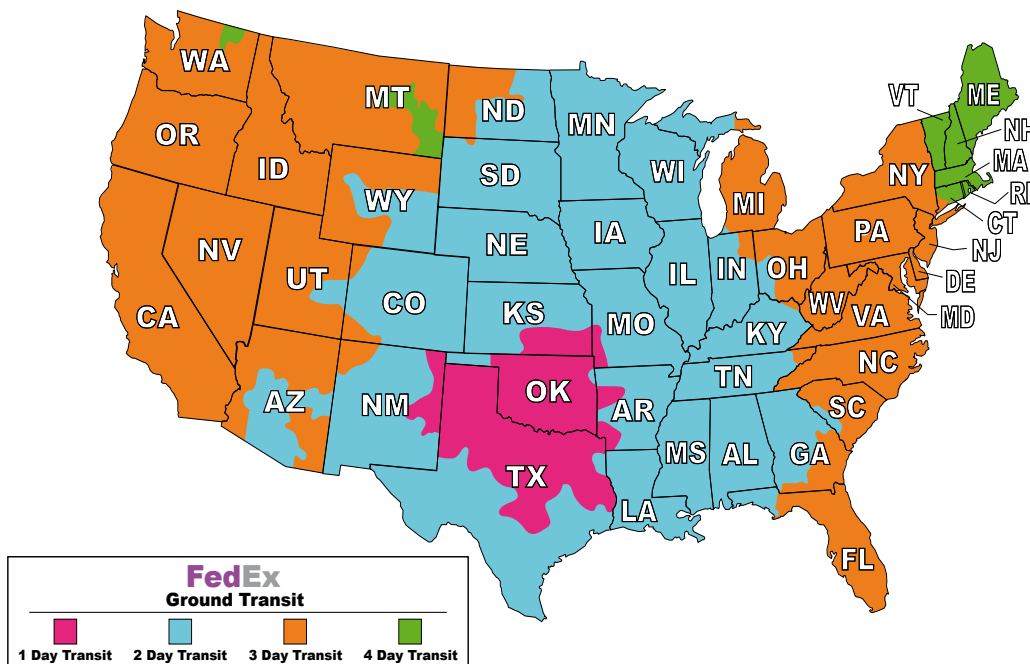 WA
MT
ND
MN
VT
ME
NH
OR
ID
SD
WI
MA
NY
RI
WY
MI
CT
NE
IA
PA
NJ
NV
UT
CO
IL
IN
OH
DE
CA
KS
MO
WV
VA
MD
KY
NC
AZ
NM
OK
AR
TN
SC
TX
MS
AL
GA
LA
FL
FedEx
Ground Transit
1 Day Transit
2 Day Transit
3 Day Transit
4 Day Transit